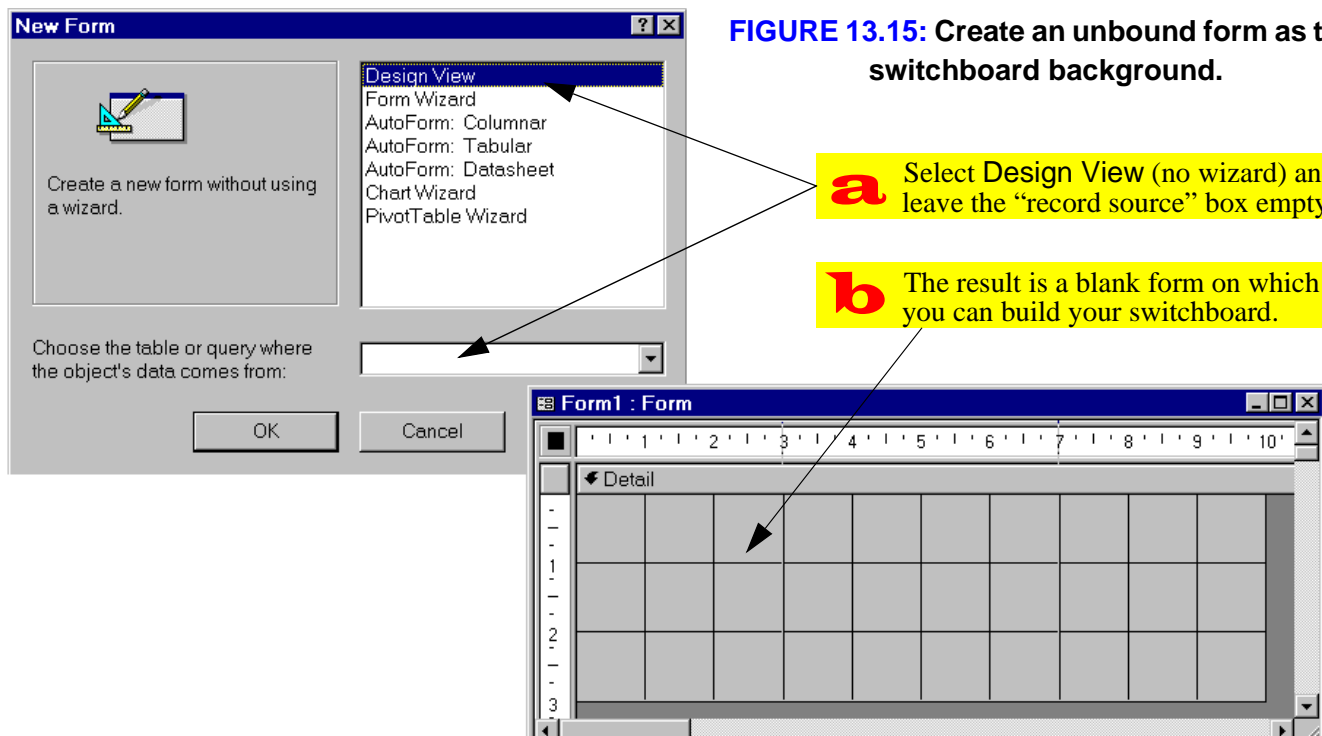 New Form
Design View
Form Wizard
AutoForm: Columnar
AutoForm: Tabular
AutoForm: Datasheet
Chart Wizard
PivotTable Wizard
Create a new form without using
a wizard.
Choose the table or query where
the object's data comes from:
OK
Cancel
FIGURE 13.15: Create an unbound form as t
switchboard background.
a Select Design View (no wizard) an
leave the “record source” box empty
b The result is a blank form on which
you can build your switchboard.
Form1 : Form
1 2 3 4 5 6 7 8 9 10
Detail
1
2
3